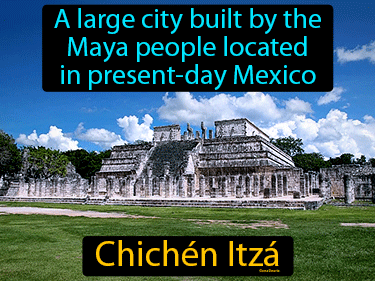 A large city built by the
Maya people located
in present-day Mexico
Chichén Itzá